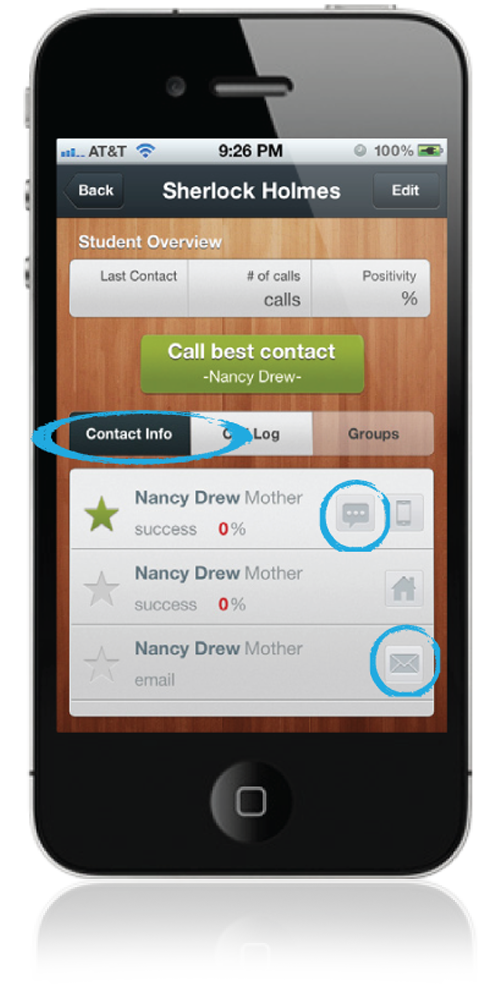 AT&T 9:26 PM 100%
Back Sherlock Holmes Edit
Student Overview
Last Contact # of calls Positivity
calls %
Call best contact
-Nancy Drew-
Contact Info Log Groups
Nancy Drew Mother
success 0%
Nancy Drew Mother
success 0%
Nancy Drew Mother
email